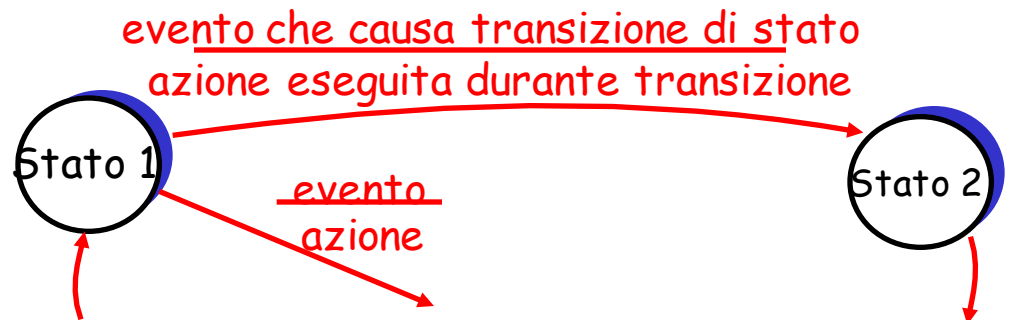 evento che causa transizione di stato
azione eseguita durante transizione
Stato 1
Stato 2
evento
azione